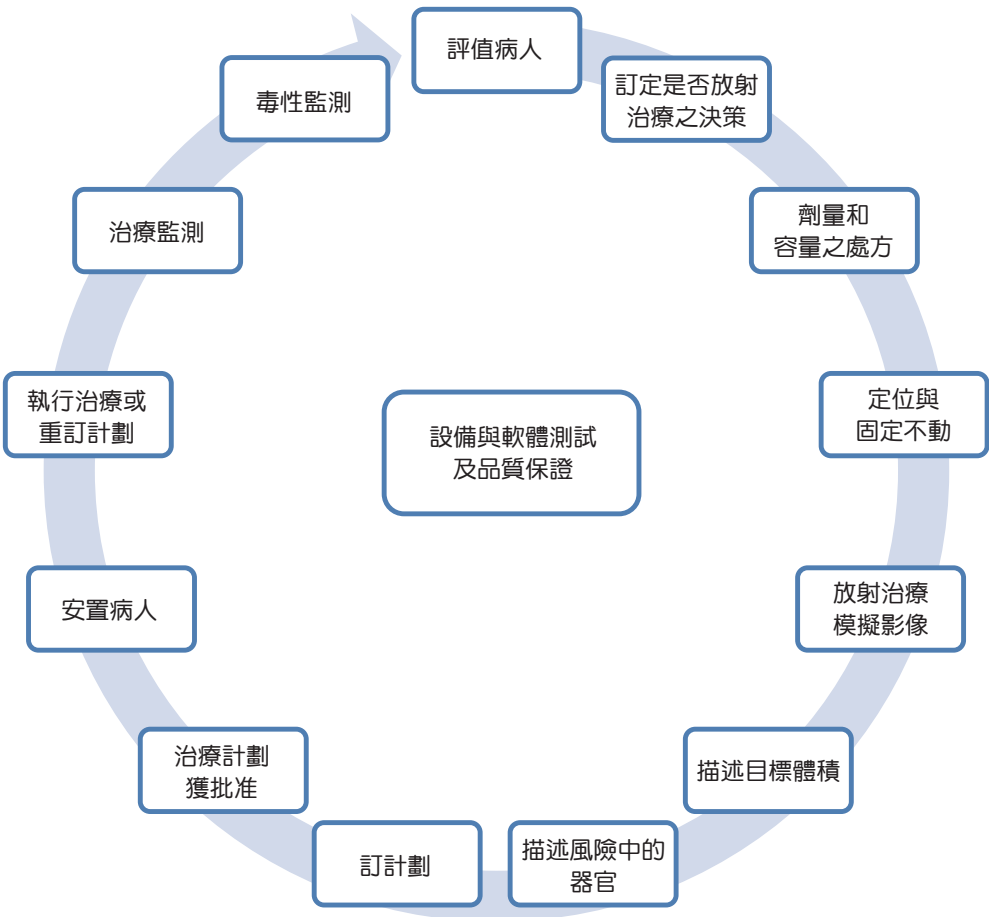 評值病人
訂定是否放射
治療之決策
劑量和
容量之處方
定位與
固定不動
放射治療
模擬影像
描述目標體積
描述風險中的
器官
訂計劃
治療計劃
獲批准
安置病人
執行治療或
重訂計劃
治療監測
毒性監測
設備與軟體測試
及品質保證